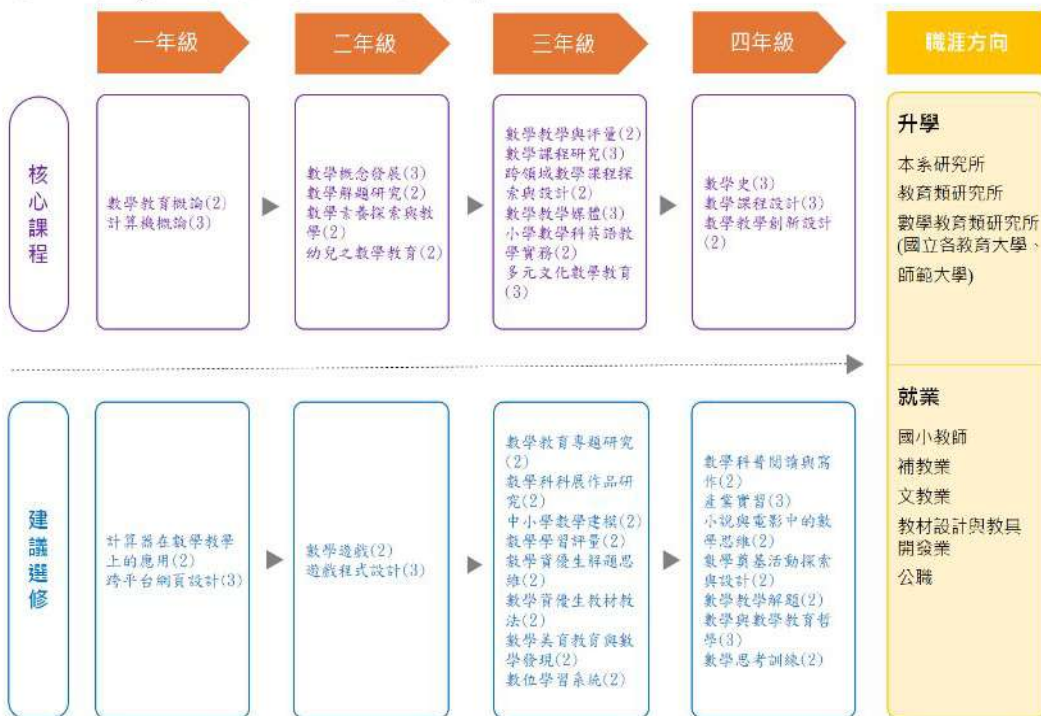 一年級
二年級
三年級
四年級
職涯方向
核心課程
數學教育概論(2)
計算機概論(3)
數學概念發展(3)
數學解題研究(2)
數學素養探索與教
學(2)
幼兒之數學教育(2)
數學教學與評量(2)
數學課程研究(3)
跨領域數學課程探
索與設計(2)
數學教學媒體(3)
小學數學科英語教
學實務(2)
多元文化數學教育
(3)
數學史(3)
數學課程設計(3)
數學教學創新設計
(2)
升學
本系研究所
教育類研究所
數學教育類研究所
(國立各教育大學、
師範大學)
建議選修
計算器在數學教學
上的應用(2)
跨平台網頁設計(3)
數學遊戲(2)
遊戲程式設計(3)
數學教育專題研究
(2)
數學科科展作品研
究(2)
中小學數學建模(2)
數學學習評量(2)
數學資優生解題思
維(2)
數學資優生教材教
法(2)
數學美育教育與數
學發現(2)
數位學習系統(2)
數學科普閱讀與寫
作(2)
產業實習(3)
小說與電影中的數
學思維(2)
數學奠基活動探索
與設計(2)
數學教學解題(2)
數學與數學教育哲
學(3)
數學思考訓練(2)
就業
國小教師
補教業
文教業
教材設計與教具
開發業
公職